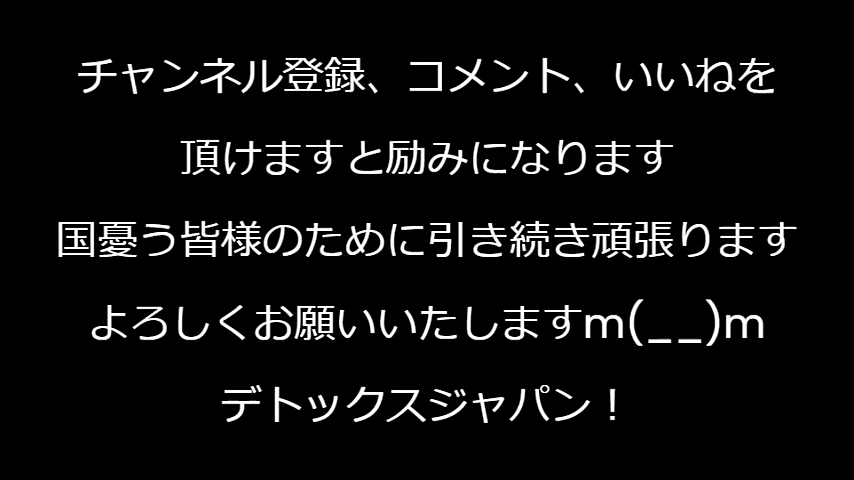 チャンネル登録、コメント、いいねを
頂けますと励みになります
国憂う皆様のために引き続き頑張ります
よろしくお願いいたしますm(__)m
デトックスジャパン！